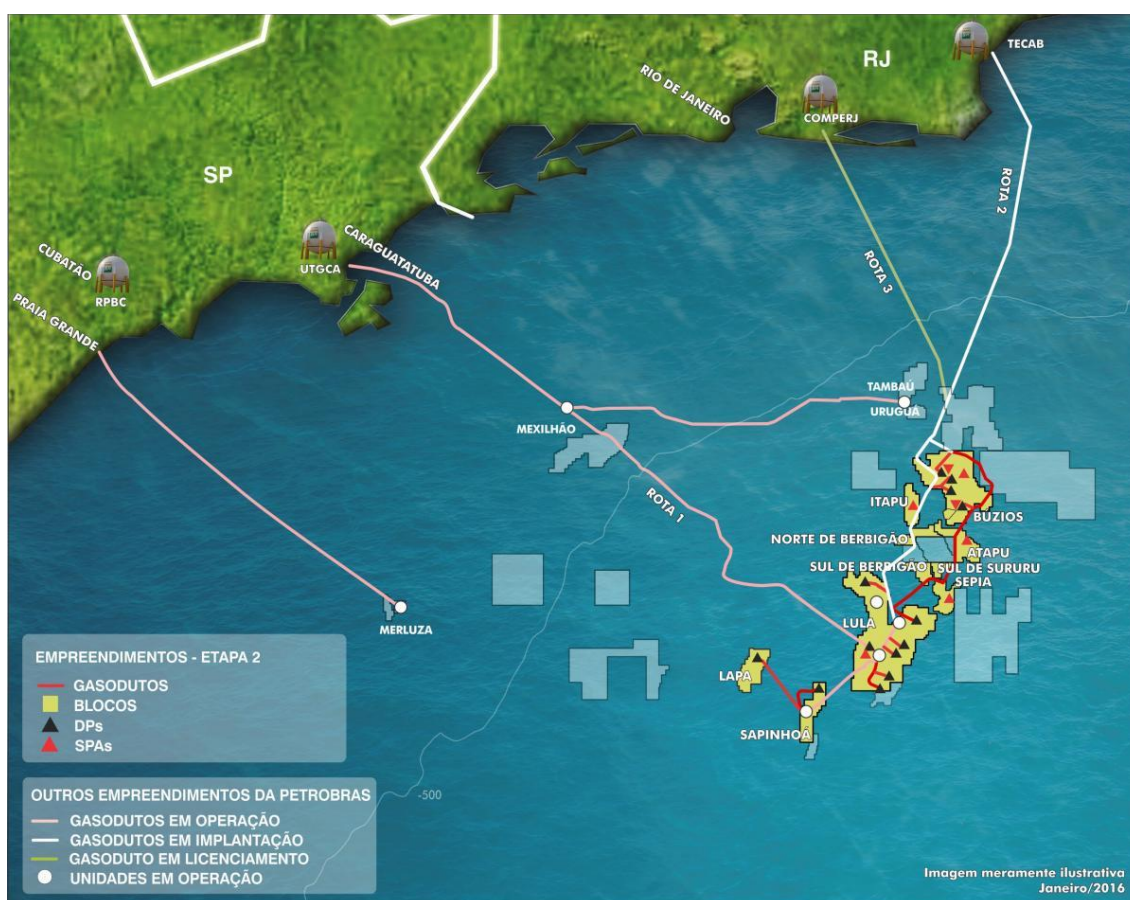 TECAB
RJ
RIO DE JANEIRO
COMPERJ
ROTA 2
SP
CARAGUATATUBA
UTGCA
CUBATÃO
RPBC
PRAIA GRANDE
ROTA 3
TAMBAÚ
URUGUÁ
MEXILHÃO
ROTA 1
ITAPU
BÚZIOS
NORTE DE BERBIGÃO
ATAPU
SUL DE BERBIGÃO
SUL DE SURURU
SEPIA
LULA
MERLUZA
LAPA
SAPINHOÁ
EMPREENDIMENTOS - ETAPA 2
GASODUTOS
BLOCOS
DPs
SPAs
OUTROS EMPREENDIMENTOS DA PETROBRAS
GASODUTOS EM OPERAÇÃO
GASODUTOS EM IMPLANTAÇÃO
GASODUTO EM LICENCIAMENTO
UNIDADES EM OPERAÇÃO
-500
Imagem meramente ilustrativa
Janeiro/2016